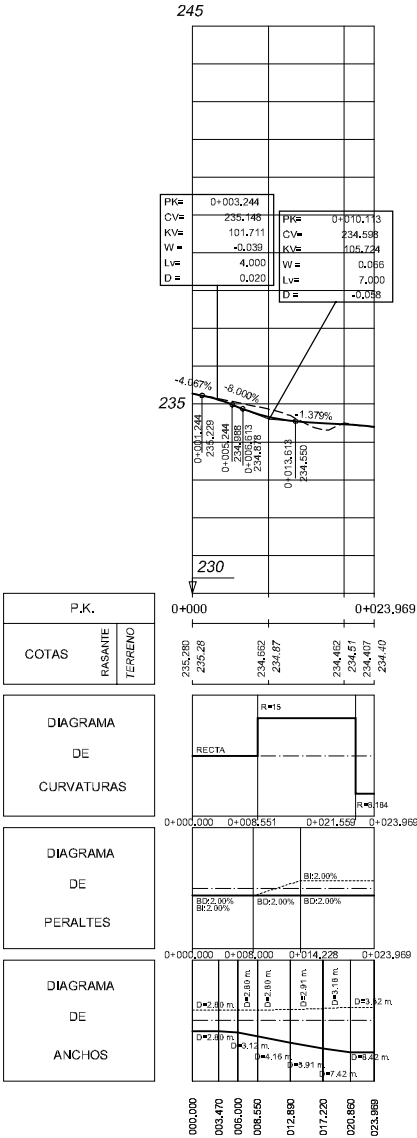 245
PK= 0+003.244
CV= 235.148
KV= 101.711
W = -0.039
Lv= 4.000
D = 0.020
PK= 0+010.113
CV= 234.598
KV= 105.724
W = 0.066
Lv= 7.000
D = -0.058
-4.067%
-8.000%
-1.379%
235
0+001.244
235.229
0+005.244
234.988
0+006.613
234.878
0+013.613
234.550
230
P.K.
0+000
0+023.969
COTAS
RASANTE
TERRENO
235.280
235.28
234.662
234.87
234.462
234.51
234.407
234.40
DIAGRAMA
DE
CURVATURAS
RECTA
R=15
R=8.184
0+000.000
0+008.551
0+021.559
0+023.969
DIAGRAMA
DE
PERALTES
BD:2.00%
BI:2.00%
BD:2.00%
BI:2.00%
BD:2.00%
0+000.000
0+008.000
0+014.228
0+023.969
DIAGRAMA
DE
ANCHOS
D=2.80 m.
D=2.80 m.
D=2.80 m.
D=2.91 m.
D=3.18 m.
D=2.80 m.
D=3.12 m.
D=4.16 m.
D=7.42 m.
D=8.42 m.
000.000
003.470
006.000
008.550
012.890
017.220
020.860
023.969